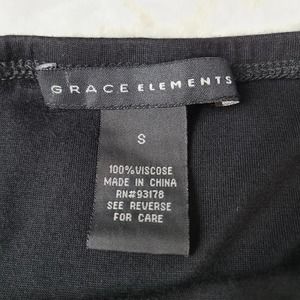 GRACE ELEMENTS
S
100% VISCOSE
MADE IN CHINA
RN#93178
SEE REVERSE
FOR CARE